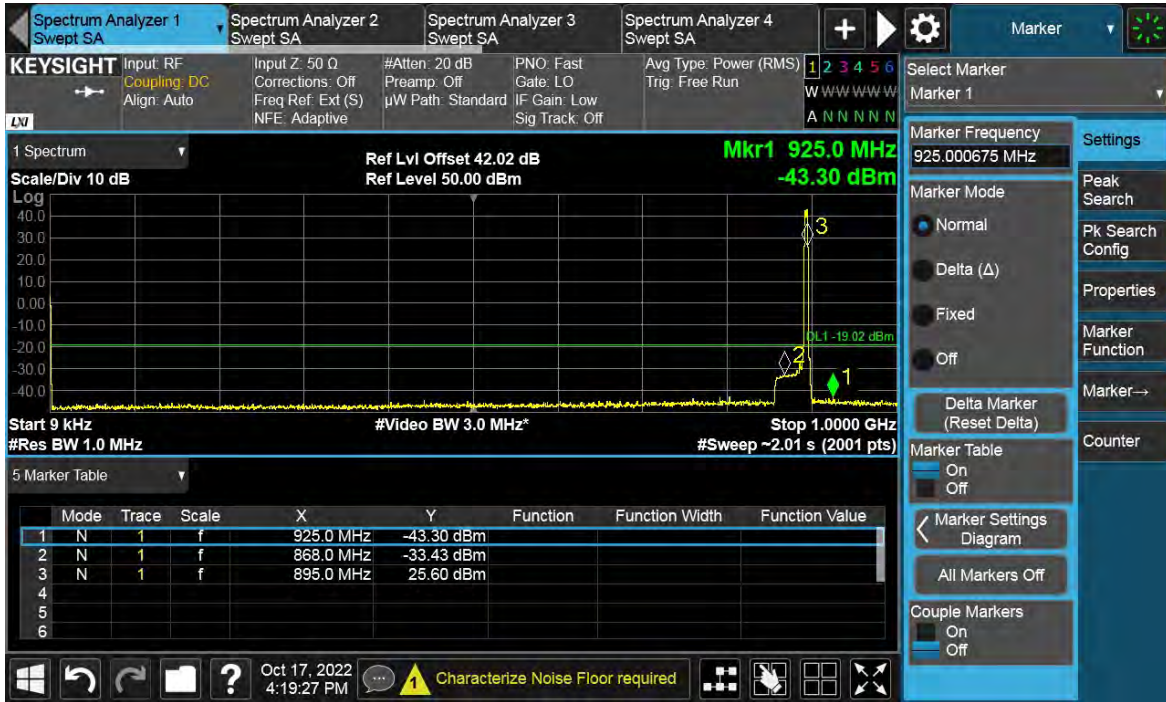 Spectrum Analyzer 1
Swept SA
Spectrum Analyzer 2
Swept SA
Spectrum Analyzer 3
Swept SA
Spectrum Analyzer 4
Swept SA
+
Marker
KEYSIGHT
LXI
Input: RF
Coupling: DC
Align: Auto
Input Z: 50 Ω
Corrections: Off
Freq Ref: Ext (S)
NFE: Adaptive
#Atten: 20 dB
Preamp: Off
µW Path: Standard
PNO: Fast
Gate: LO
IF Gain: Low
Sig Track: Off
Avg Type: Power (RMS)
Trig: Free Run
1 2 3 4 5 6
W W W W W W
A N N N N N
Select Marker
Marker 1
1 Spectrum
Scale/Div 10 dB
Ref Lvl Offset 42.02 dB
Ref Level 50.00 dBm
Mkr1 925.0 MHz
-43.30 dBm
Log
40.0
30.0
20.0
10.0
0.00
-10.0
-20.0
-30.0
-40.0
3
DL1 -19.02 dBm
2
1
Start 9 kHz
#Res BW 1.0 MHz
#Video BW 3.0 MHz*
Stop 1.0000 GHz
#Sweep ~2.01 s (2001 pts)
5 Marker Table
Mode Trace Scale X Y Function Function Width Function Value
1 N 1 f 925.0 MHz -43.30 dBm
2 N 1 f 868.0 MHz -33.43 dBm
3 N 1 f 895.0 MHz 25.60 dBm
4
5
6
Marker Frequency
925.000675 MHz
Marker Mode
Normal
Delta (Δ)
Fixed
Off
Delta Marker
(Reset Delta)
Marker Table
On
Off
Marker Settings
Diagram
All Markers Off
Couple Markers
On
Off
Settings
Peak
Search
Pk Search
Config
Properties
Marker
Function
Marker→
Counter
?
Oct 17, 2022
4:19:27 PM
1
Characterize Noise Floor required